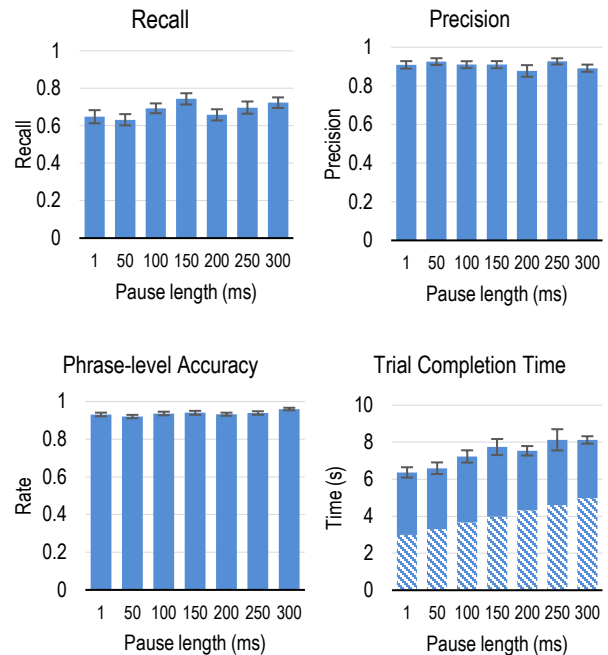 Recall
1
0.8
0.6
0.4
0.2
0
Recall
1 50 100 150 200 250 300
Pause length (ms)
Precision
1
0.8
0.6
0.4
0.2
0
Precision
1 50 100 150 200 250 300
Pause length (ms)
Phrase-level Accuracy
1
0.8
0.6
0.4
0.2
0
Rate
1 50 100 150 200 250 300
Pause length (ms)
Trial Completion Time
10
8
6
4
2
0
Time (s)
1 50 100 150 200 250 300
Pause length (ms)